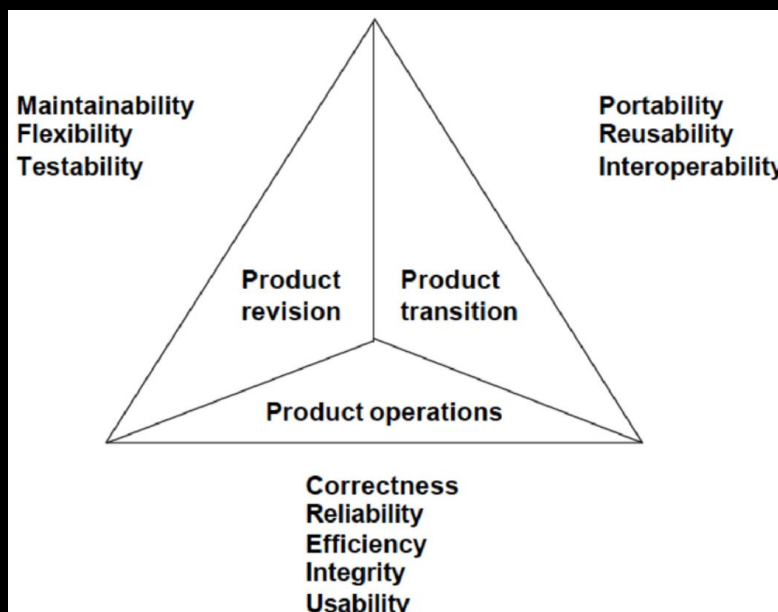 Maintainability
Flexibility
Testability
Portability
Reusability
Interoperability
Product
revision
Product
transition
Product operations
Correctness
Reliability
Efficiency
Integrity
Usability